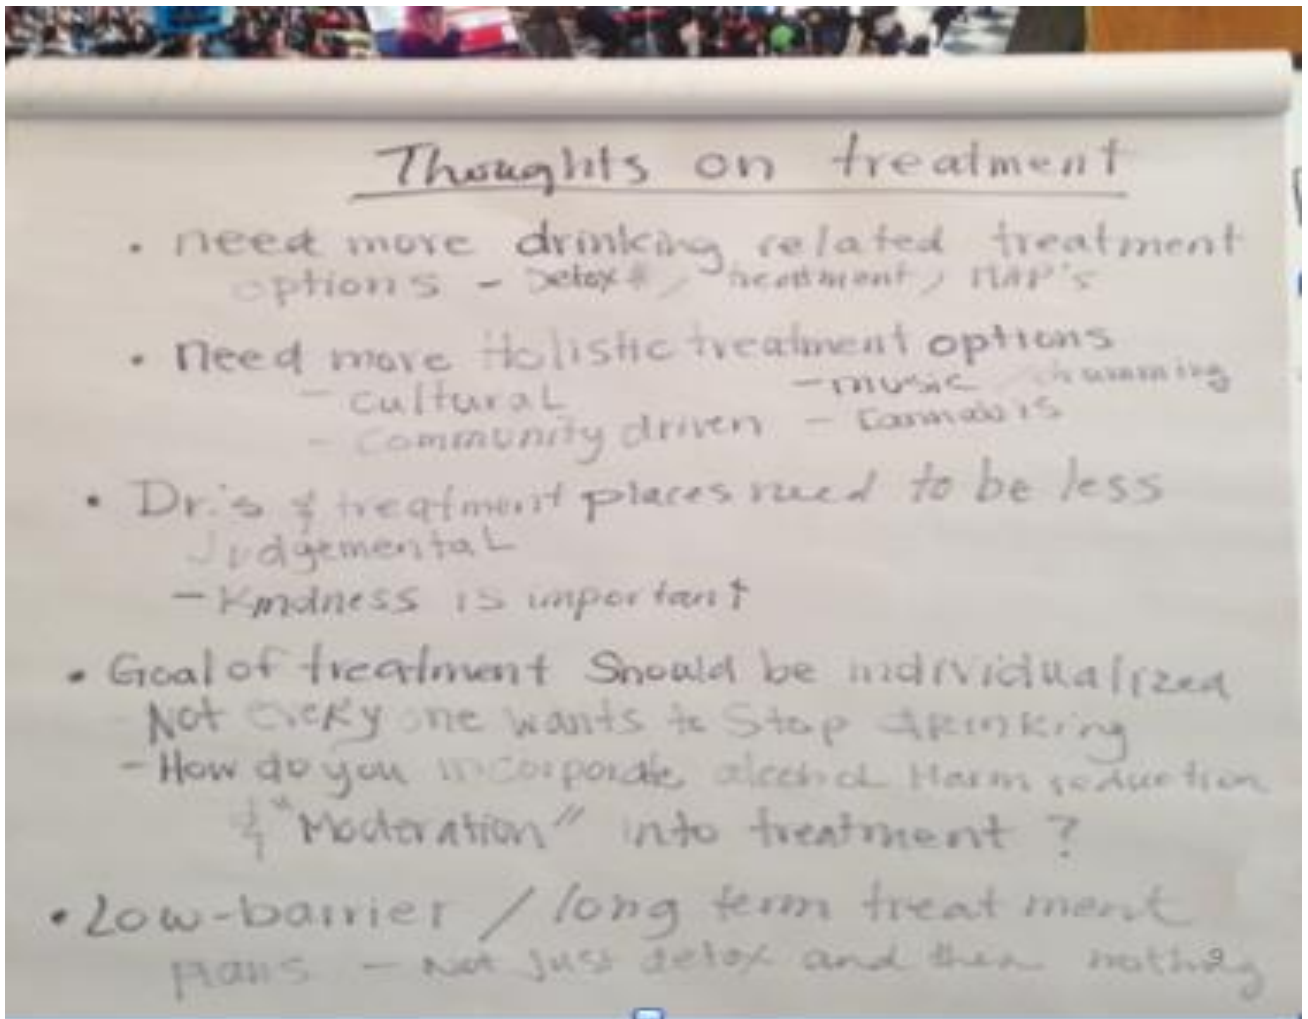 Thoughts on treatment
• need more drinking related treatment
options - Detox, treatment, MAP's
• need more Holistic treatment options
- cultural - music / drumming
- Community driven - Cannabis
• Dr.'s & treatment places need to be less
Judgemental
- Kindness is important
• Goal of treatment Should be individualized
- Not everyone wants to Stop drinking
- How do you incorporate alcohol Harm reduction
& "Moderation" into treatment ?
• Low-barrier / long term treatment
plans - Not just detox and then nothing